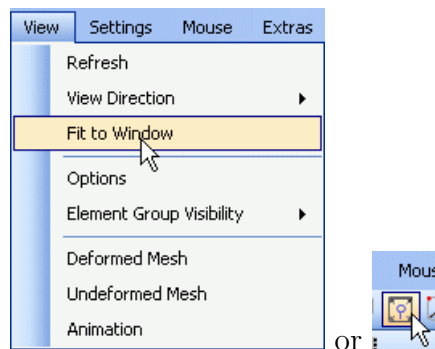 View Settings Mouse Extras
Refresh
View Direction
Fit to Window
Options
Element Group Visibility
Deformed Mesh
Undeformed Mesh
Animation
or
Mous